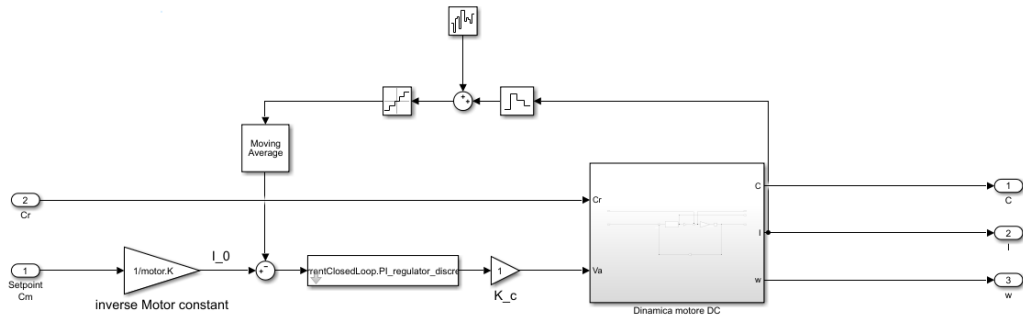 Moving
Average
2
Cr
1
Setpoint
Cm
1/motor.K
inverse Motor constant
I_0
+
−
+
+
rrentClosedLoop.PI_regulator_discre
1
K_c
Cr
Va
C
I
w
Dinamica motore DC
1
C
2
I
3
w